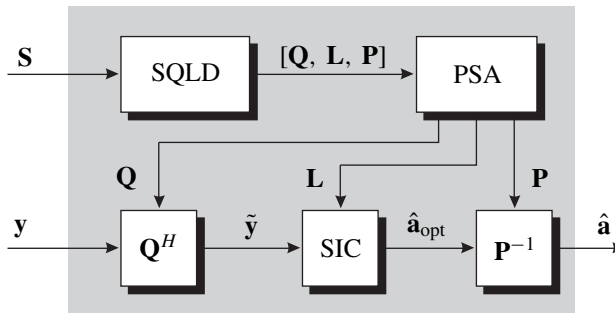 S
SQLD
[Q, L, P]
PSA
Q
L
P
y
Q^H
ỹ
SIC
â_opt
P^{-1}
â